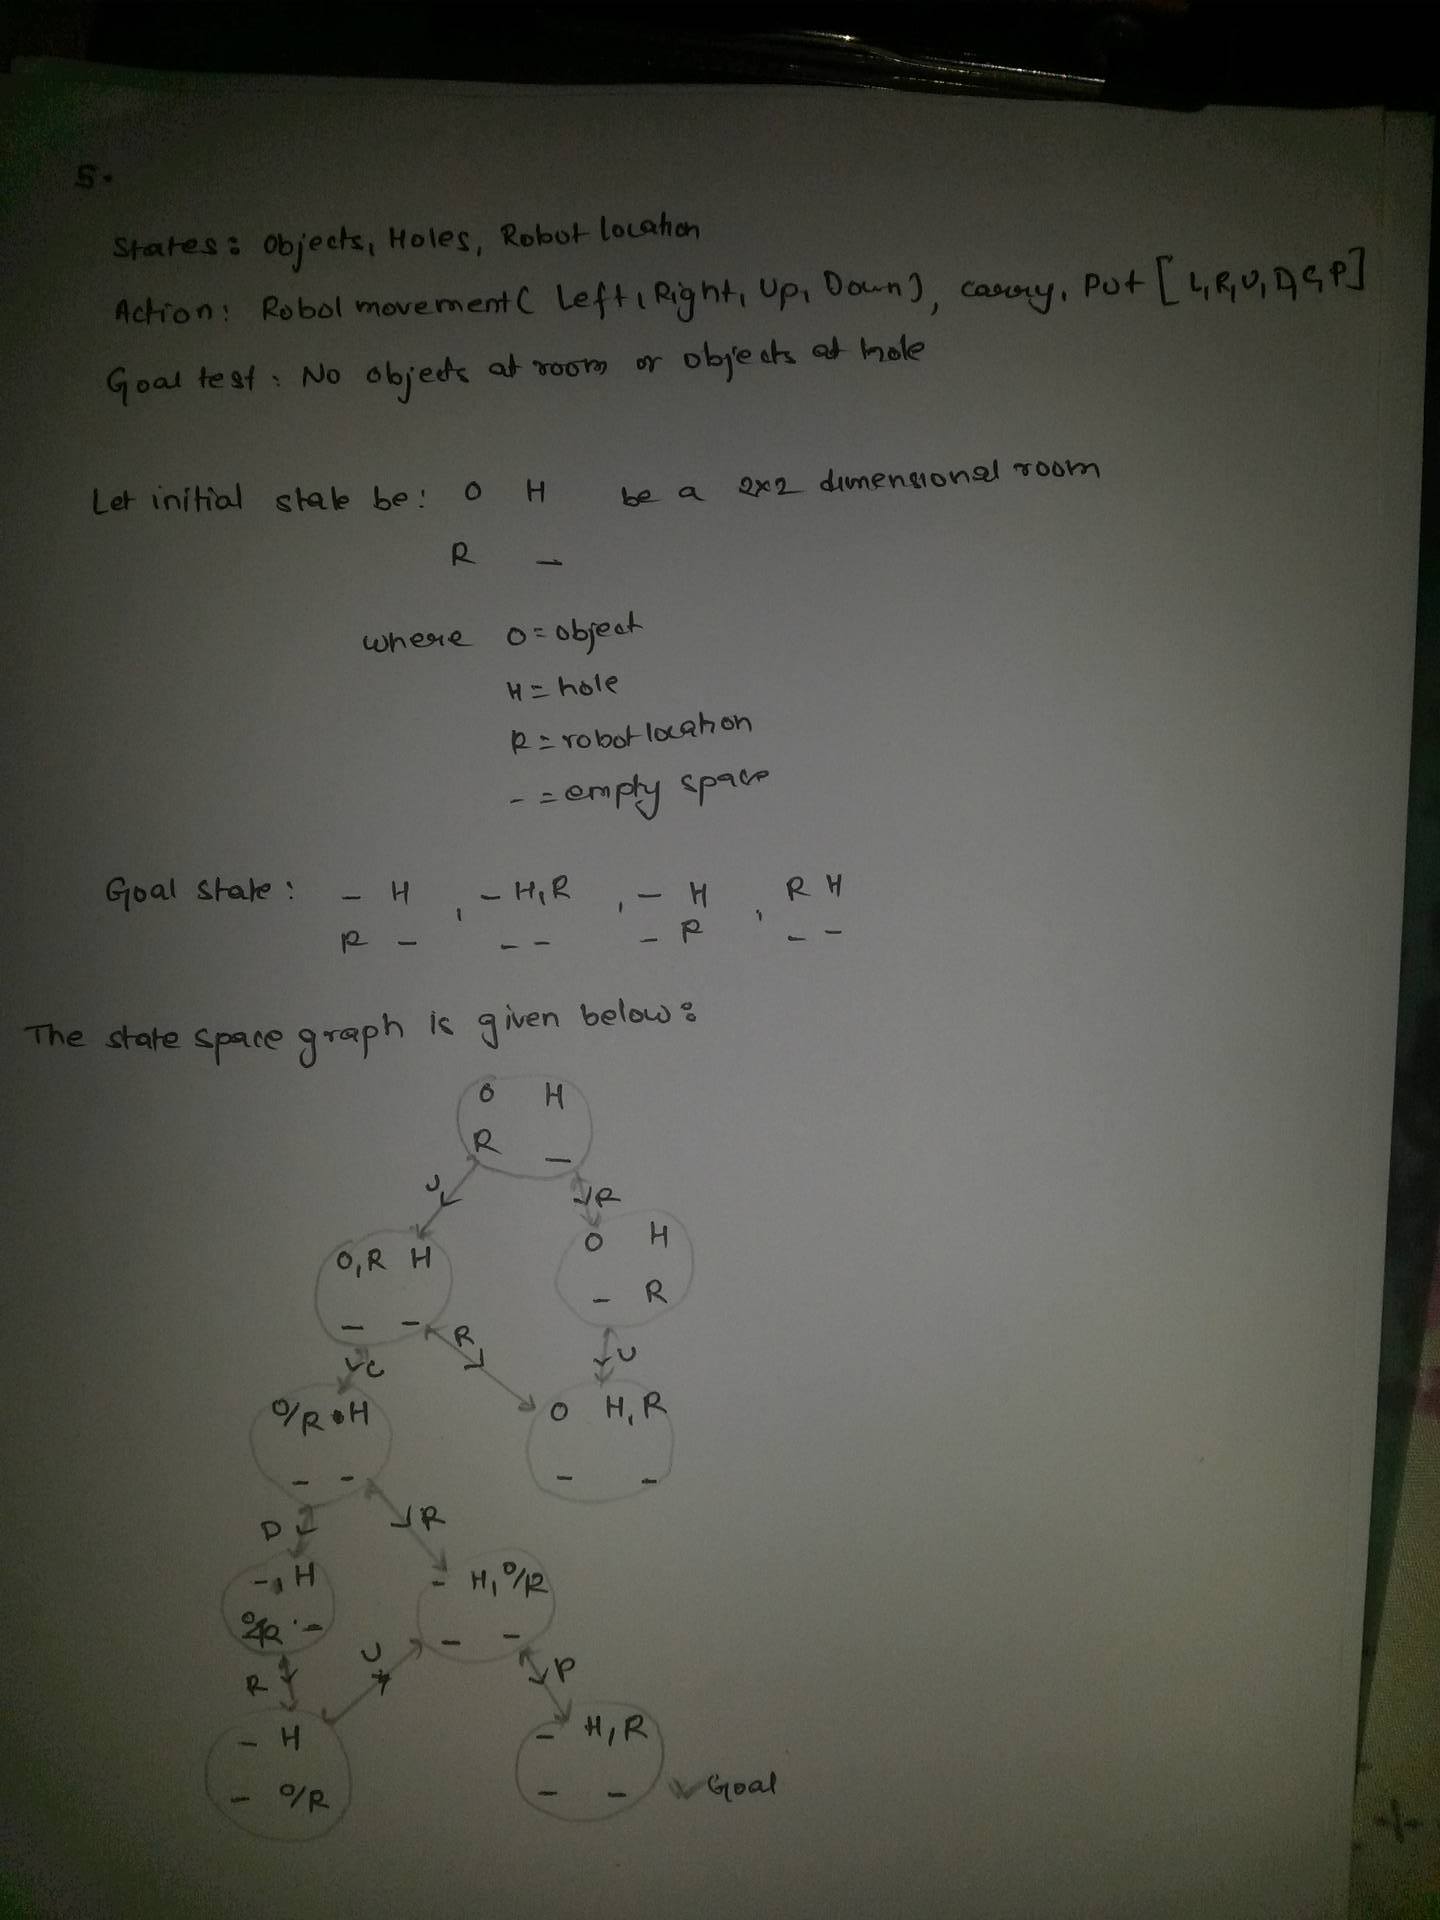 5.
States: Objects, Holes, Robot location
Action: Robol movement( Left, Right, Up, Down), carry, Put [L,R,U,D,C,P]
Goal test: No objects at room or objects at hole
Let initial state be: O H be a 2x2 dimensional room
R -
where O = object
H = hole
R = robot location
- = empty space
Goal state: - H , - H,R , - H , R H
R - - - - R - -
The state space graph is given below:
O H
R -
U R
O,R H O H
- - - R
R
C U
O/R H O H,R
- - - -
D R
-, H - H, O/R
O/R - - -
U
R P
- H - H,R
- O/R - - Goal